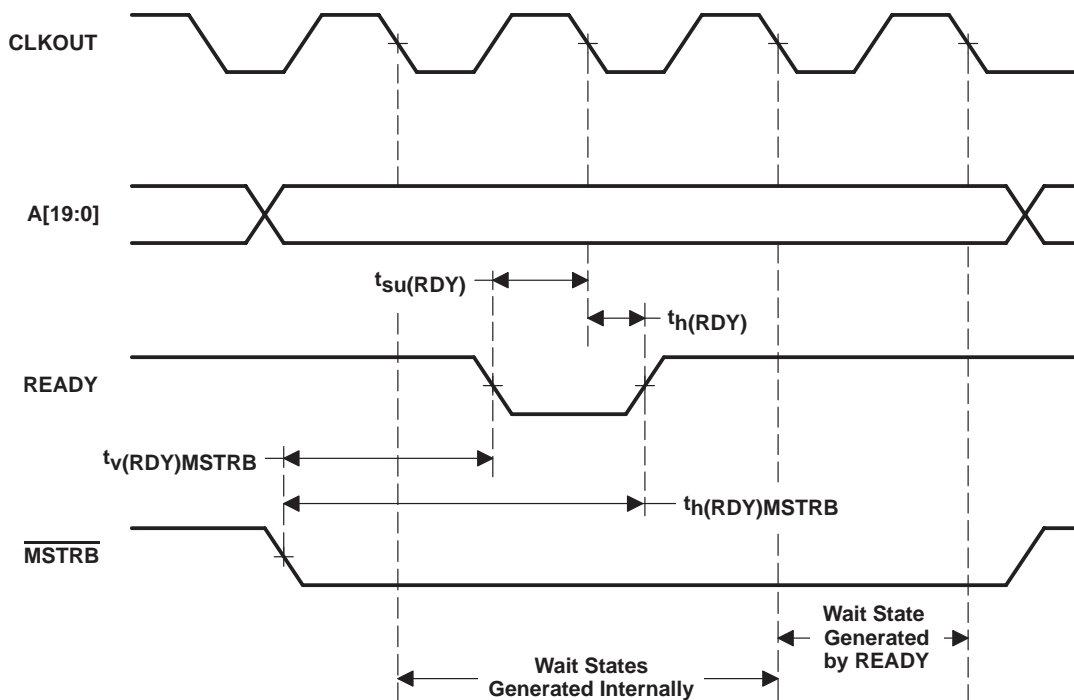 CLKOUT
A[19:0]
tsu(RDY)
th(RDY)
READY
tv(RDY)MSTRB
th(RDY)MSTRB
MSTRB
Wait State
Generated
by READY
Wait States
Generated Internally